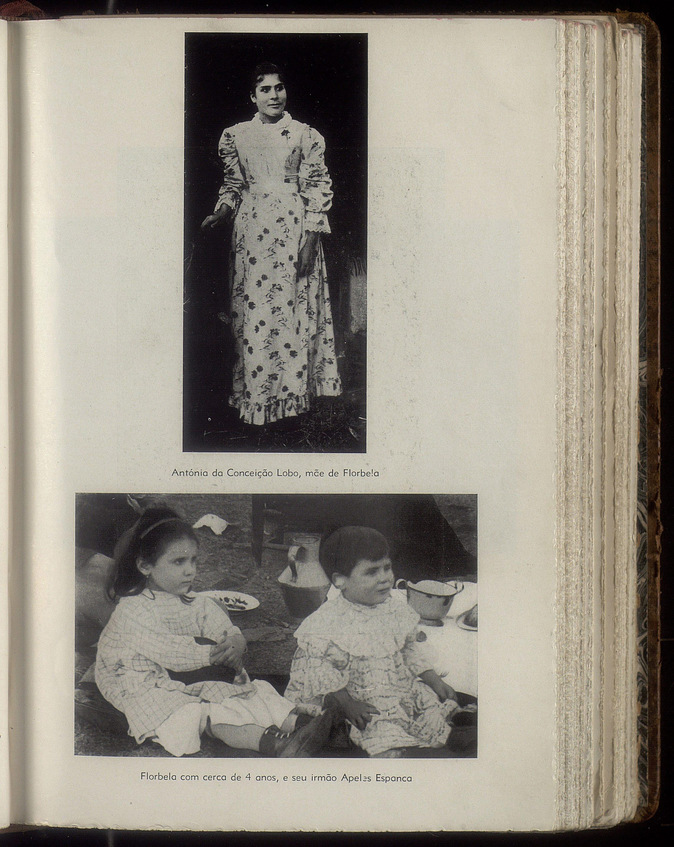 Antónia da Conceição Lobo, mãe de Florbela
Florbela com cerca de 4 anos, e seu irmão Apeles Espanca